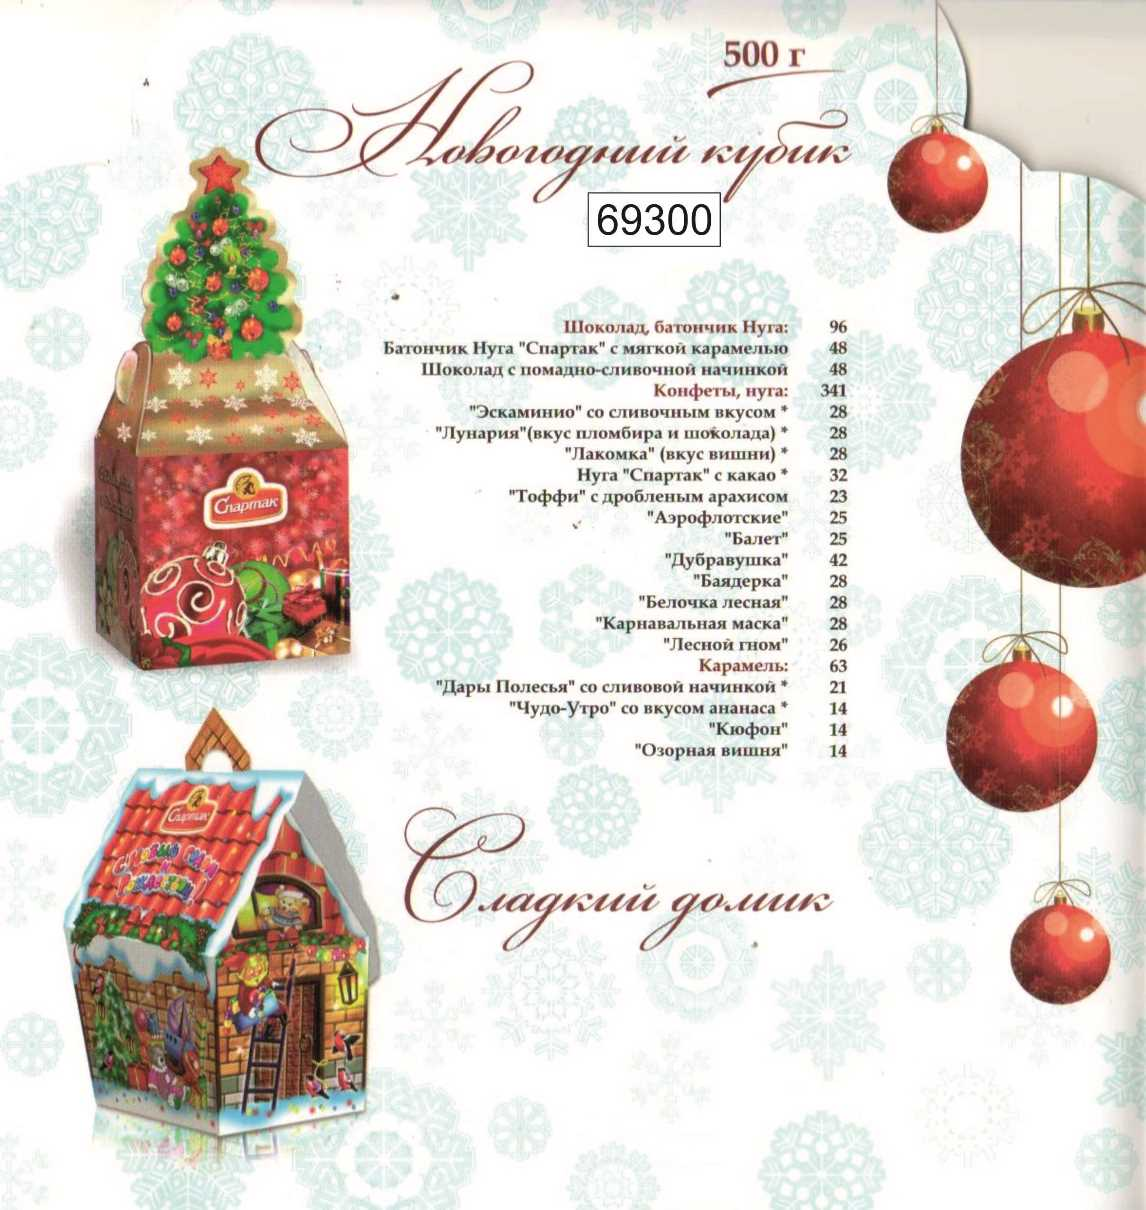 500 г
Новогодний кубик
69300
Шоколад, батончик Нуга: 96
Батончик Нуга "Спартак" с мягкой карамелью 48
Шоколад с помадно-сливочной начинкой 48
Конфеты, нуга: 341
"Эскаминио" со сливочным вкусом * 28
"Лунария"(вкус пломбира и шоколада) * 28
"Лакомка" (вкус вишни) * 28
Нуга "Спартак" с какао * 32
"Тоффи" с дробленым арахисом 23
"Аэрофлотские" 25
"Балет" 25
"Дубравушка" 42
"Баядерка" 28
"Белочка лесная" 28
"Карнавальная маска" 28
"Лесной гном" 26
Карамель: 63
"Дары Полесья" со сливовой начинкой * 21
"Чудо-Утро" со вкусом ананаса * 14
"Кюфон" 14
"Озорная вишня" 14
Спартак
Спартак
С Новым годом
и
Рождеством!
Сладкий домик